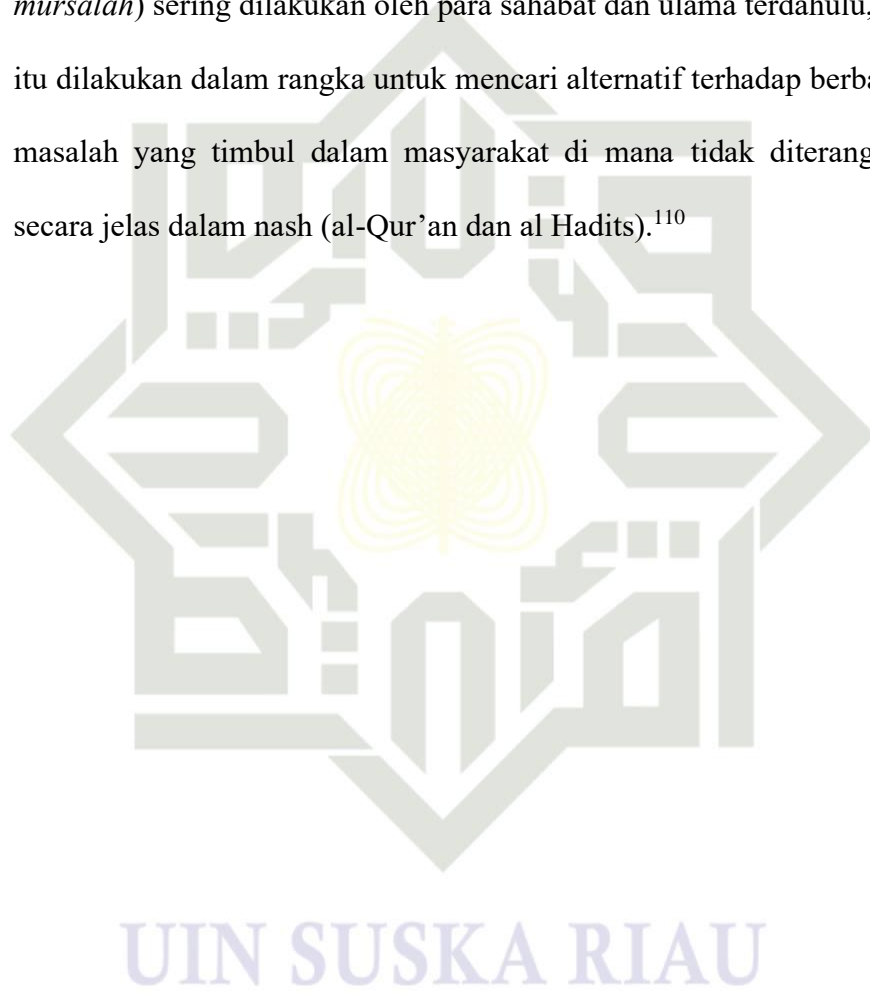 mursalah) sering dilakukan oleh para sahabat dan ulama terdahulu,
itu dilakukan dalam rangka untuk mencari alternatif terhadap
masalah yang timbul dalam masyarakat di mana tidak
secara jelas dalam nash (al-Qur’an dan al Hadits).110
UIN SUSKA RIAU